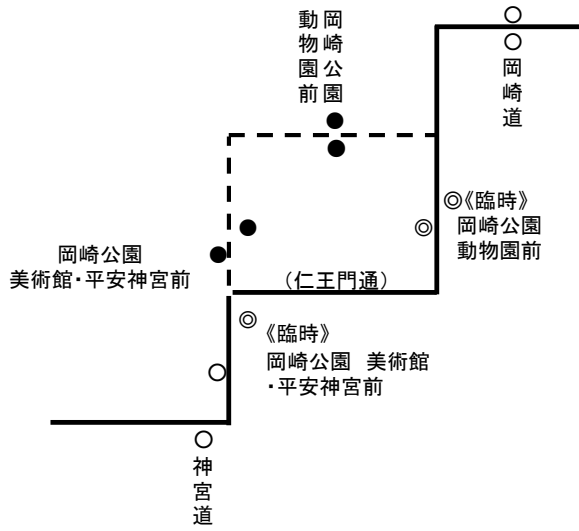 岡崎公園
動物園前
岡崎道
《臨時》
岡崎公園
動物園前
岡崎公園
美術館・平安神宮前
（仁王門通）
《臨時》
岡崎公園　美術館
・平安神宮前
神宮道